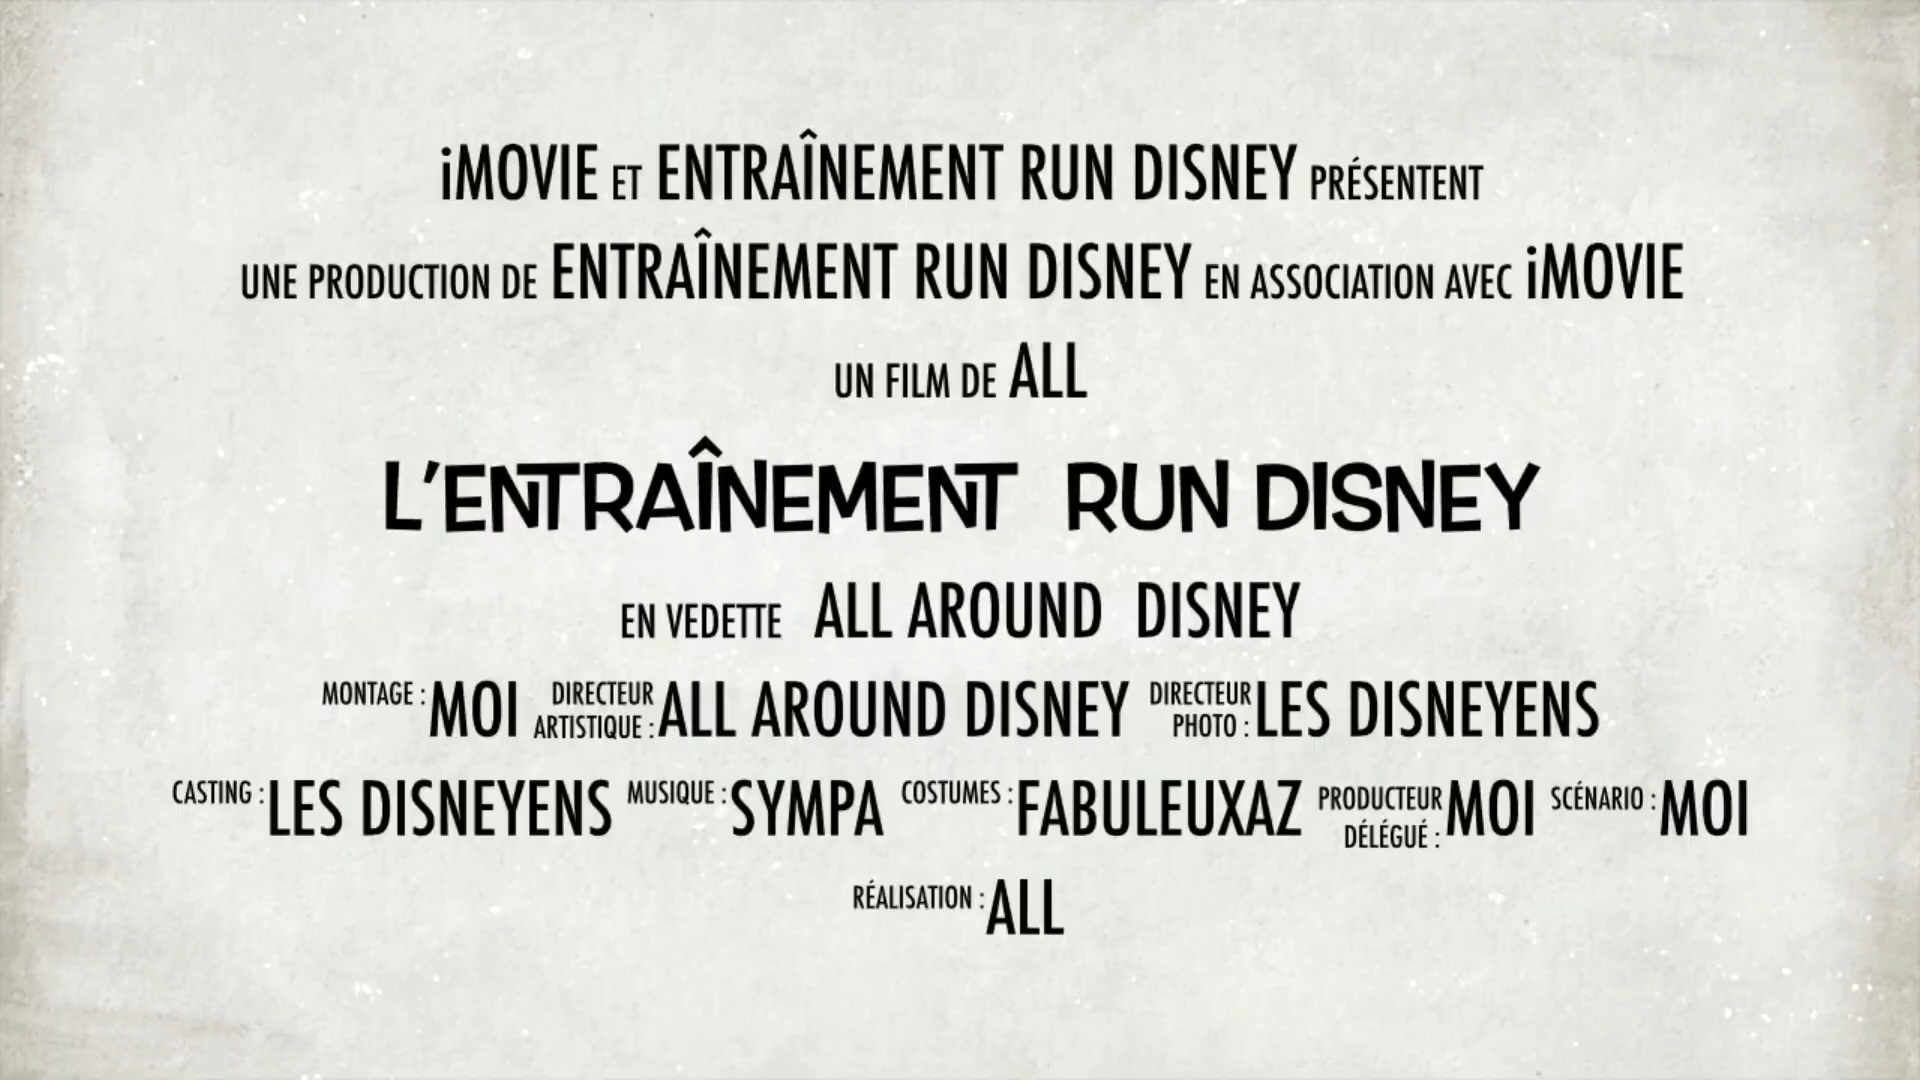 iMOVIE ET ENTRAÎNEMENT RUN DISNEY PRÉSENTENT
UNE PRODUCTION DE ENTRAÎNEMENT RUN DISNEY EN ASSOCIATION AVEC iMOVIE
UN FILM DE ALL
L'ENTRAÎNEMENT RUN DISNEY
EN VEDETTE ALL AROUND DISNEY
MONTAGE : MOI DIRECTEUR ARTISTIQUE : ALL AROUND DISNEY DIRECTEUR PHOTO : LES DISNEYENS
CASTING : LES DISNEYENS MUSIQUE : SYMPA COSTUMES : FABULEUXAZ PRODUCTEUR DÉLÉGUÉ : MOI SCÉNARIO : MOI
RÉALISATION : ALL